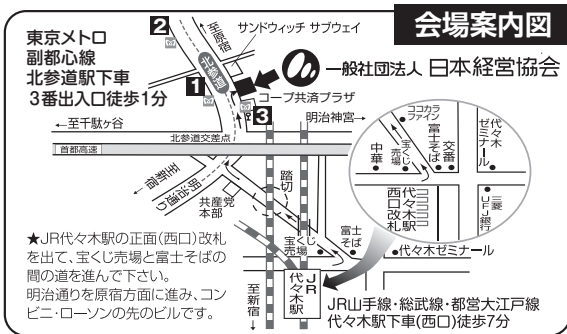 会場案内図
東京メトロ
副都心線
北参道駅下車
3番出入口徒歩1分
2
至原宿
サンドウィッチ サブウェイ
北参道
1
3
一般社団法人 日本経営協会
コープ共済プラザ
←至千駄ヶ谷
明治神宮→
北参道交差点
首都高速
至新宿
明治通り
共産党
本部
踏切
宝くじ
売場
富士
そば
代々木ゼミナール
JR
代々木駅
至新宿
ココカラ
ファイン
代々木
ゼミナール
中華
宝くじ
売場
富士そば
交番
代々木駅
西口改札
三菱
UFJ銀行
★JR代々木駅の正面(西口)改札
を出て、宝くじ売場と富士そばの
間の道を進んで下さい。
明治通りを原宿方面に進み、コン
ビニ・ローソンの先のビルです。
JR山手線・総武線・都営大江戸線
代々木駅下車(西口)徒歩7分